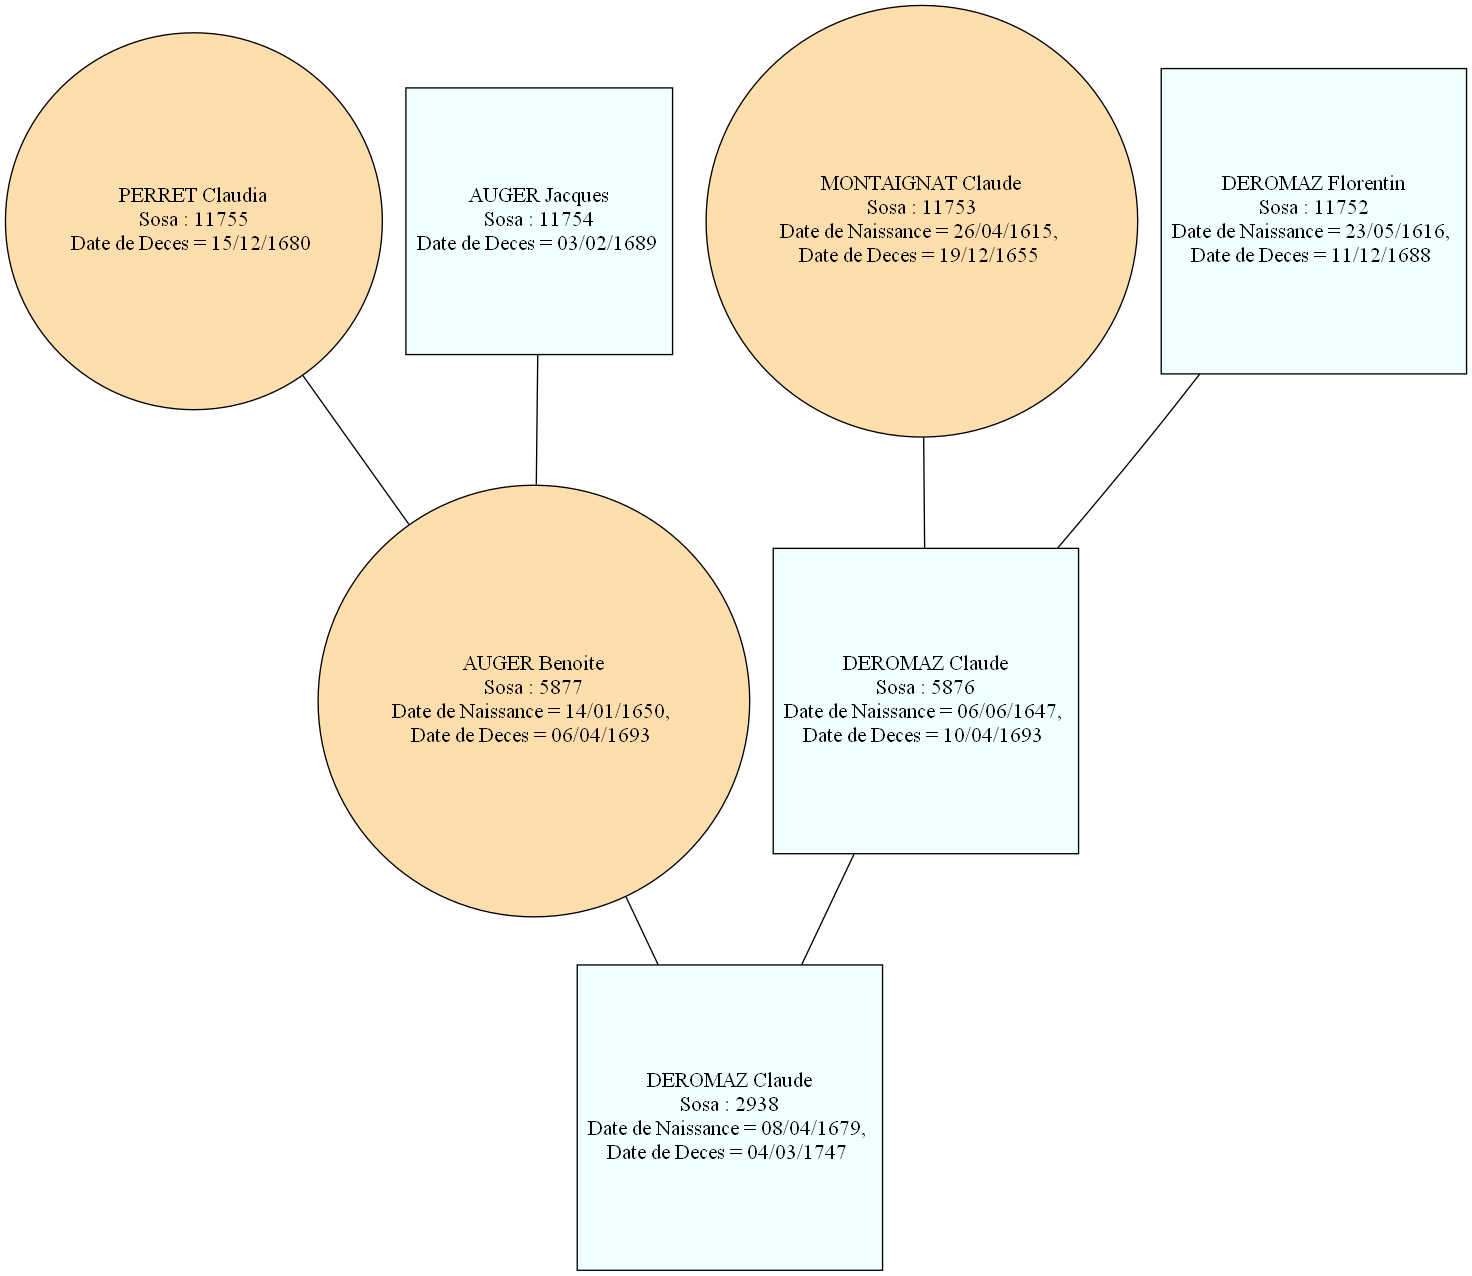 PERRET Claudia
Sosa : 11755
Date de Deces = 15/12/1680
AUGER Jacques
Sosa : 11754
Date de Deces = 03/02/1689
MONTAIGNAT Claude
Sosa : 11753
Date de Naissance = 26/04/1615,
Date de Deces = 19/12/1655
DEROMAZ Florentin
Sosa : 11752
Date de Naissance = 23/05/1616,
Date de Deces = 11/12/1688
AUGER Benoite
Sosa : 5877
Date de Naissance = 14/01/1650,
Date de Deces = 06/04/1693
DEROMAZ Claude
Sosa : 5876
Date de Naissance = 06/06/1647,
Date de Deces = 10/04/1693
DEROMAZ Claude
Sosa : 2938
Date de Naissance = 08/04/1679,
Date de Deces = 04/03/1747